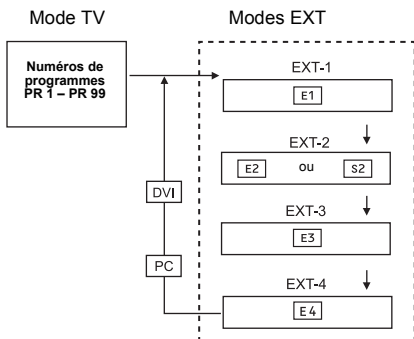 Mode TV
Modes EXT
Numéros de
programmes
PR 1 – PR 99
EXT-1
E1
EXT-2
E2 ou S2
DVI
EXT-3
E3
PC
EXT-4
E4